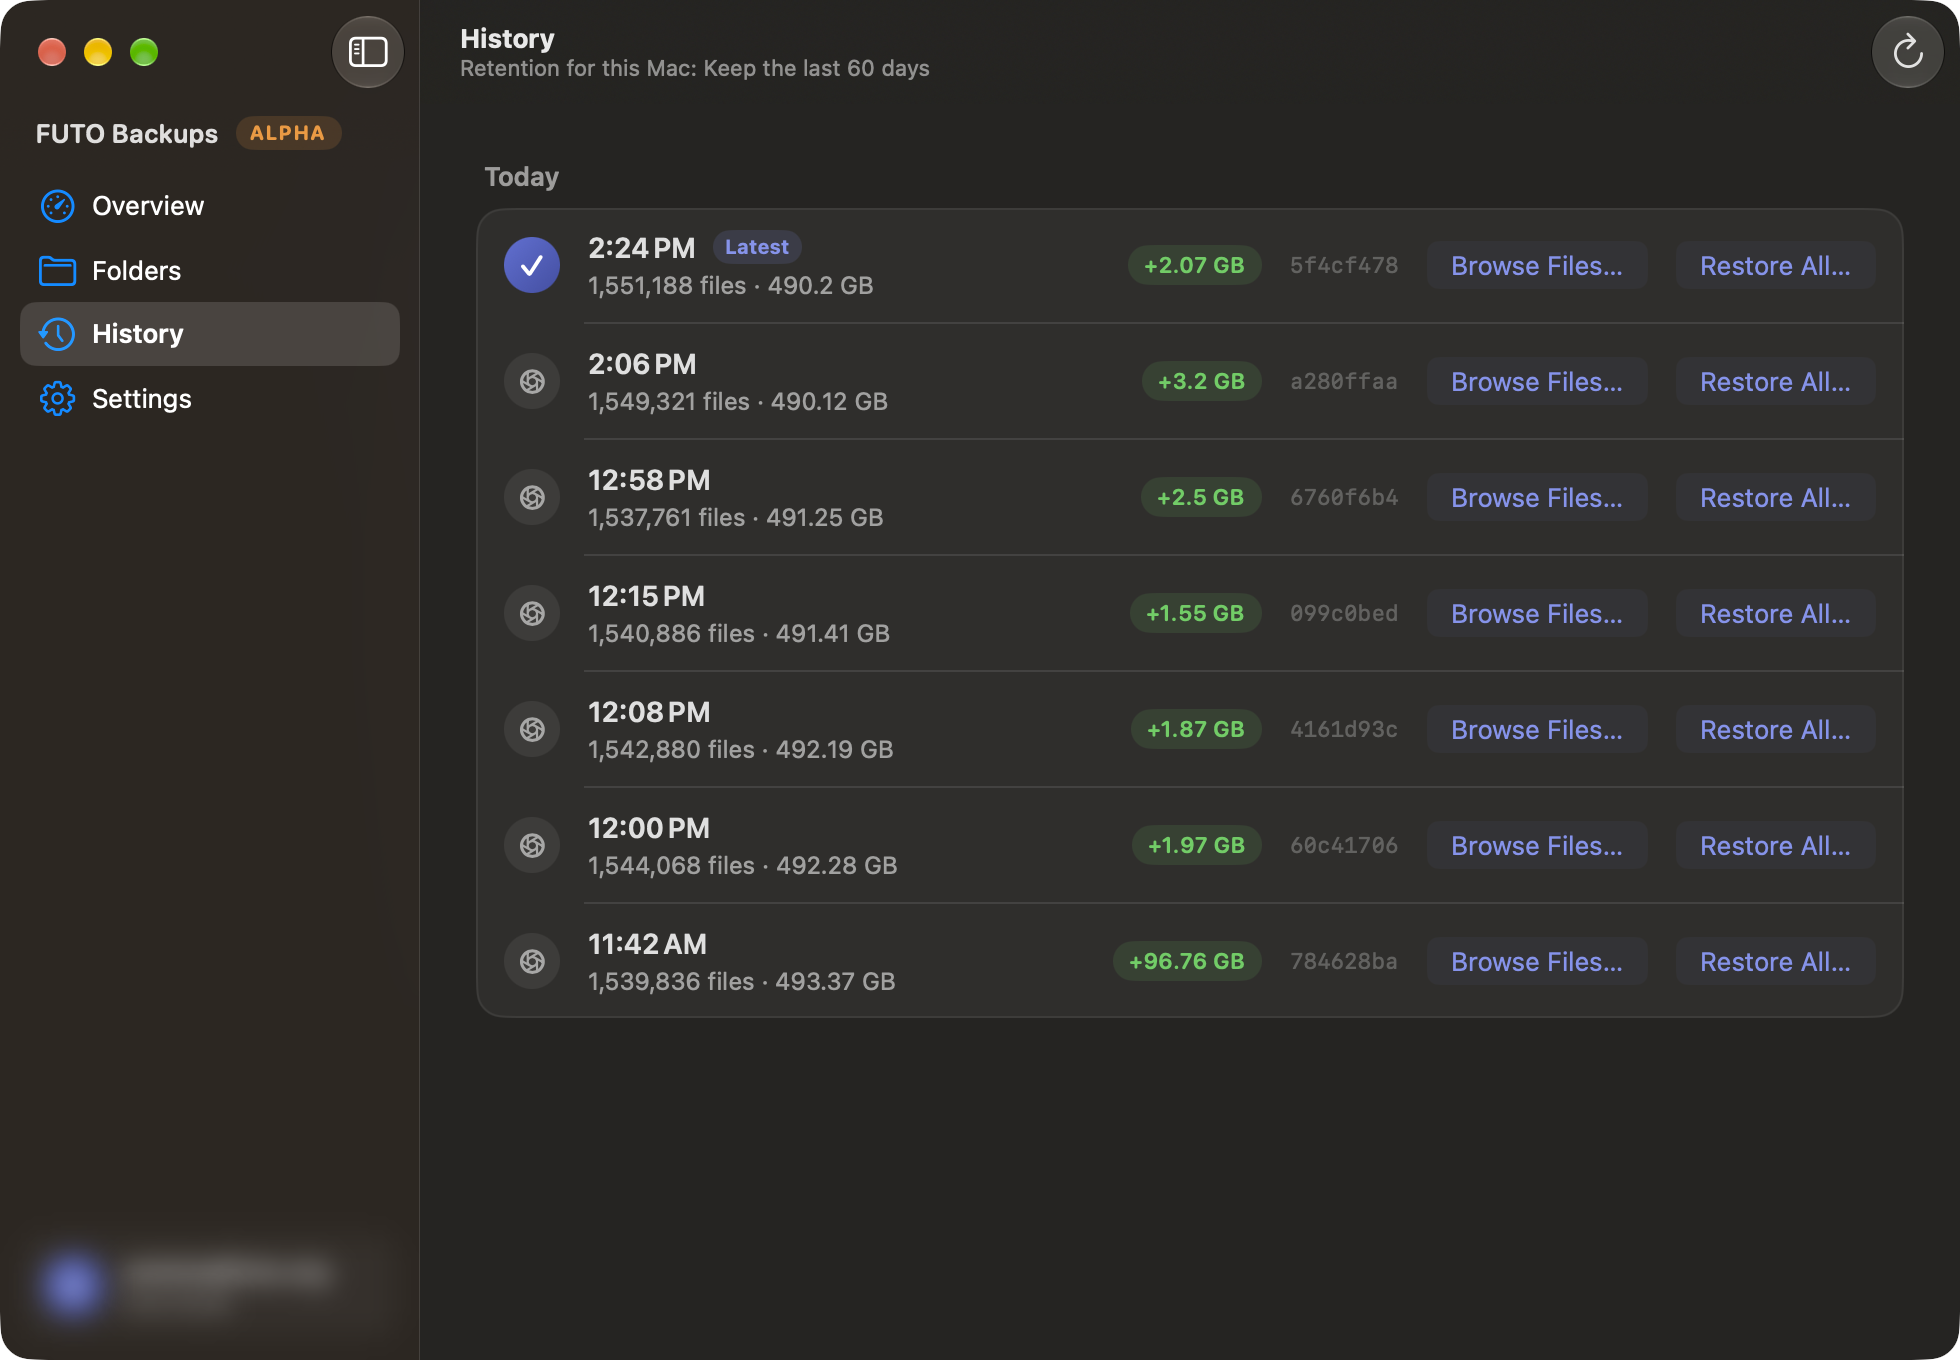 History
Retention for this Mac: Keep the last 60 days
FUTO Backups ALPHA
Overview
Folders
History
Settings
Today
2:24 PM Latest
1,551,188 files · 490.2 GB
+2.07 GB 5f4cf478 Browse Files... Restore All...
2:06 PM
1,549,321 files · 490.12 GB
+3.2 GB a280ffaa Browse Files... Restore All...
12:58 PM
1,537,761 files · 491.25 GB
+2.5 GB 6760f6b4 Browse Files... Restore All...
12:15 PM
1,540,886 files · 491.41 GB
+1.55 GB 099c0bed Browse Files... Restore All...
12:08 PM
1,542,880 files · 492.19 GB
+1.87 GB 4161d93c Browse Files... Restore All...
12:00 PM
1,544,068 files · 492.28 GB
+1.97 GB 60c41706 Browse Files... Restore All...
11:42 AM
1,539,836 files · 493.37 GB
+96.76 GB 784628ba Browse Files... Restore All...